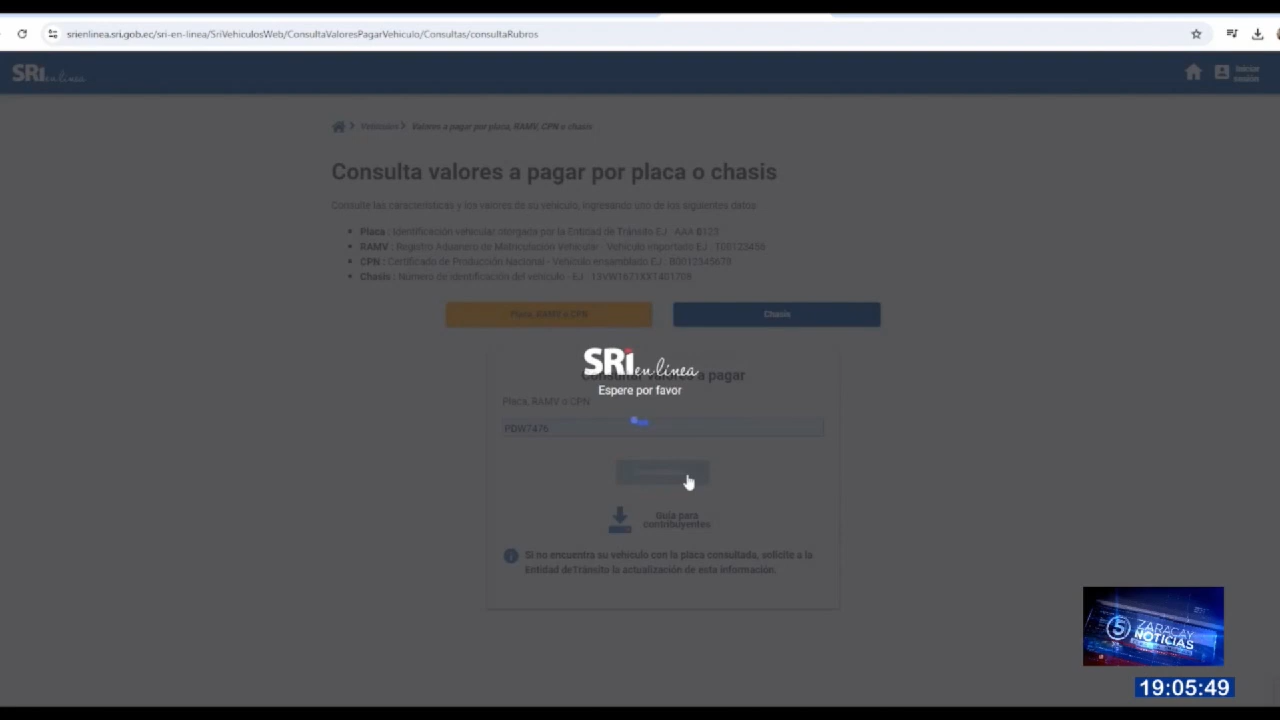 srienlinea.sri.gob.ec/sri-en-linea/SriVehiculosWeb/ConsultaValoresPagarVehiculo/Consultas/consultaRubros
SRi en línea
Iniciar sesión
Vehículos > Valores a pagar por placa, RAMV, CPN o chasis
Consulta valores a pagar por placa o chasis
Consulte las características y los valores de su vehículo, ingresando uno de los siguientes datos:
Placa : Identificación vehicular otorgada por la Entidad de Tránsito EJ.: AAA 0123
RAMV : Registro Aduanero de Matriculación Vehicular - Vehículo importado EJ.: T00123456
CPN : Certificado de Producción Nacional - Vehículo ensamblado EJ.: B0012345678
Chasis : Número de identificación del vehículo - EJ.:
Placa, RAMV o CPN
Chasis
SRi en línea
Consultar valores a pagar
Espere por favor
Placa, RAMV o CPN
PDW7476
Guía para
contribuyentes
Si no encuentra su vehículo con la placa consultada, solicite a la
Entidad de Tránsito la actualización de esta información.
5 ZARACAY
NOTICIAS
19:05:49